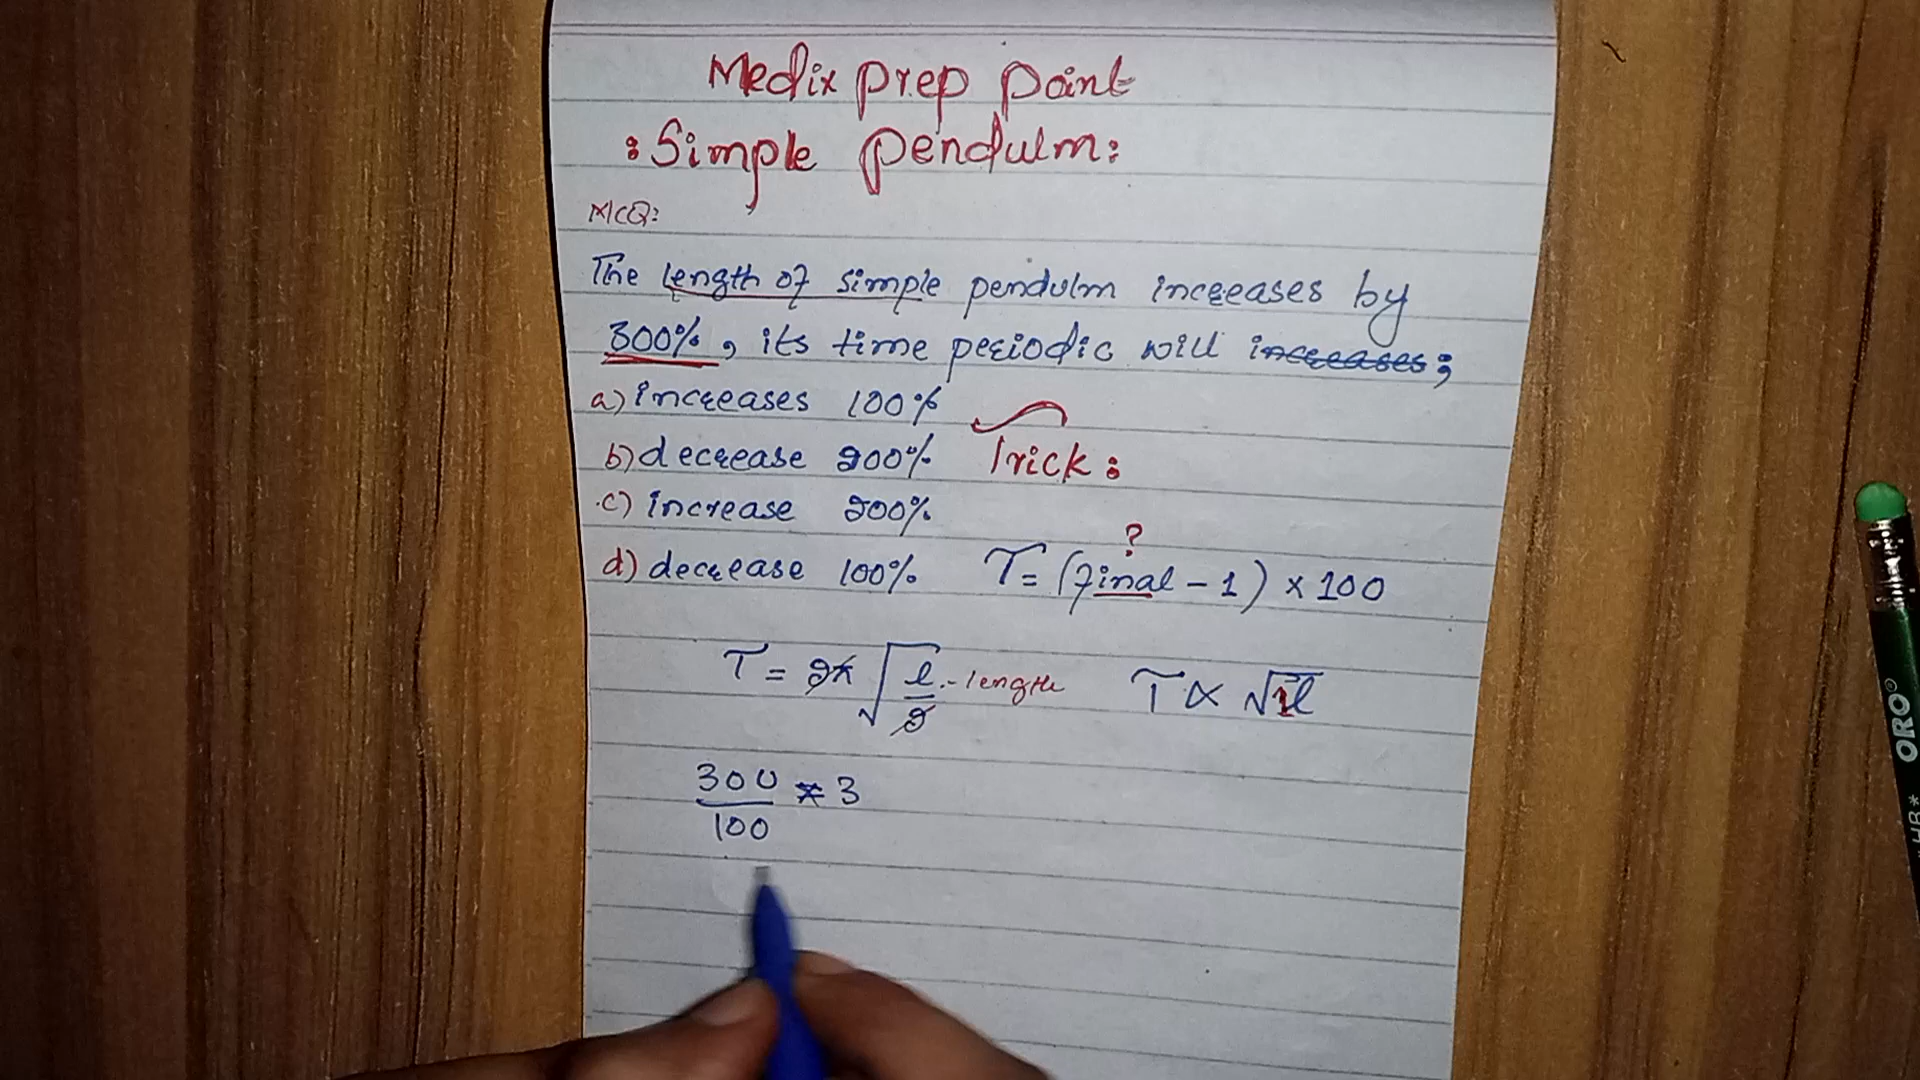 Medix prep point
:Simple pendulm:
MCQ:
The length of simple pendulm increases by
300%, its time periodic will increases;
a) increases 100%
b) decrease 200% Trick:
c) increase 200%
?
d) decrease 100% T = (final - 1) × 100
T = 2π √l/g - length T ∝ √l
300/100 = 3
ORO®
HB*